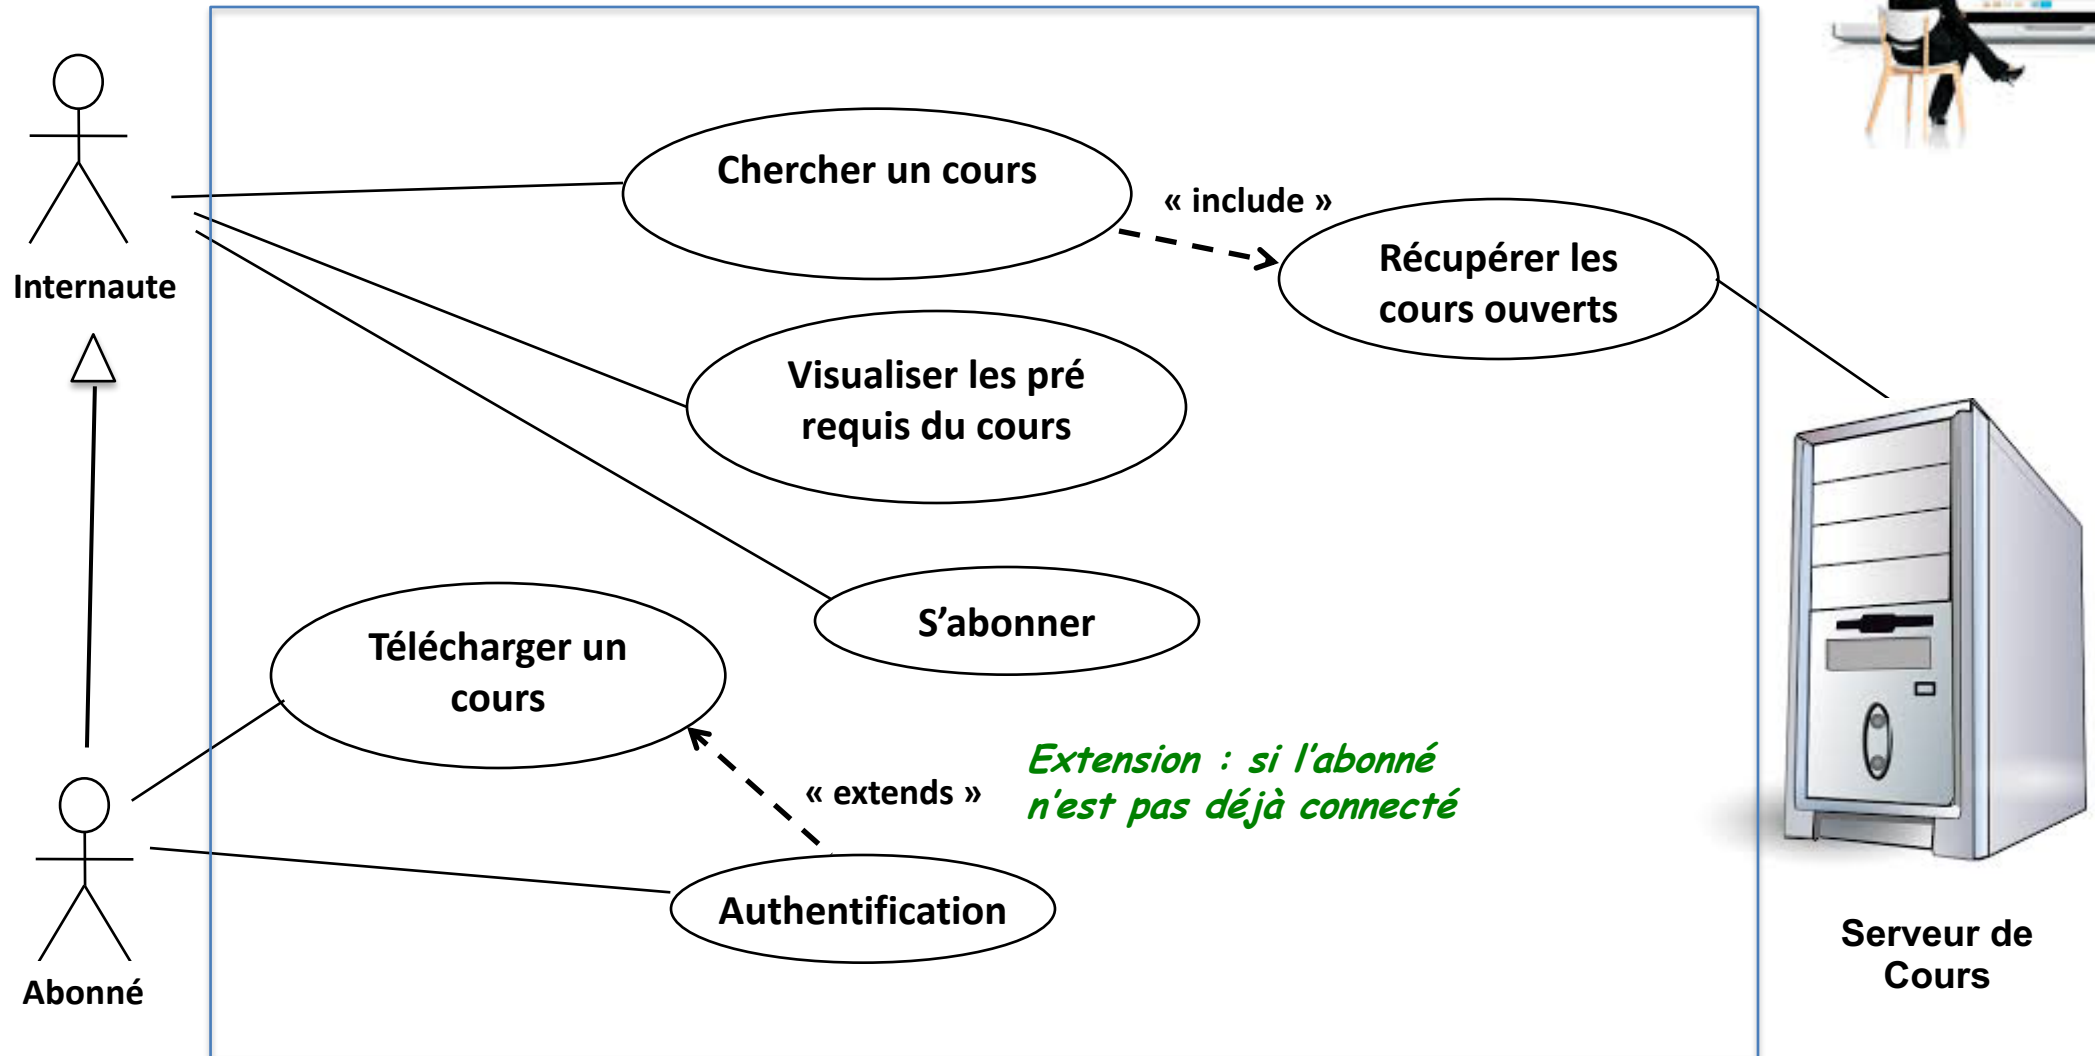 Chercher un cours
« include »
Récupérer les
cours ouverts
Internaute
Visualiser les pré
requis du cours
S’abonner
Télécharger un
cours
Extension : si l’abonné
n’est pas déjà connecté
« extends »
Authentification
Abonné
Serveur de
Cours